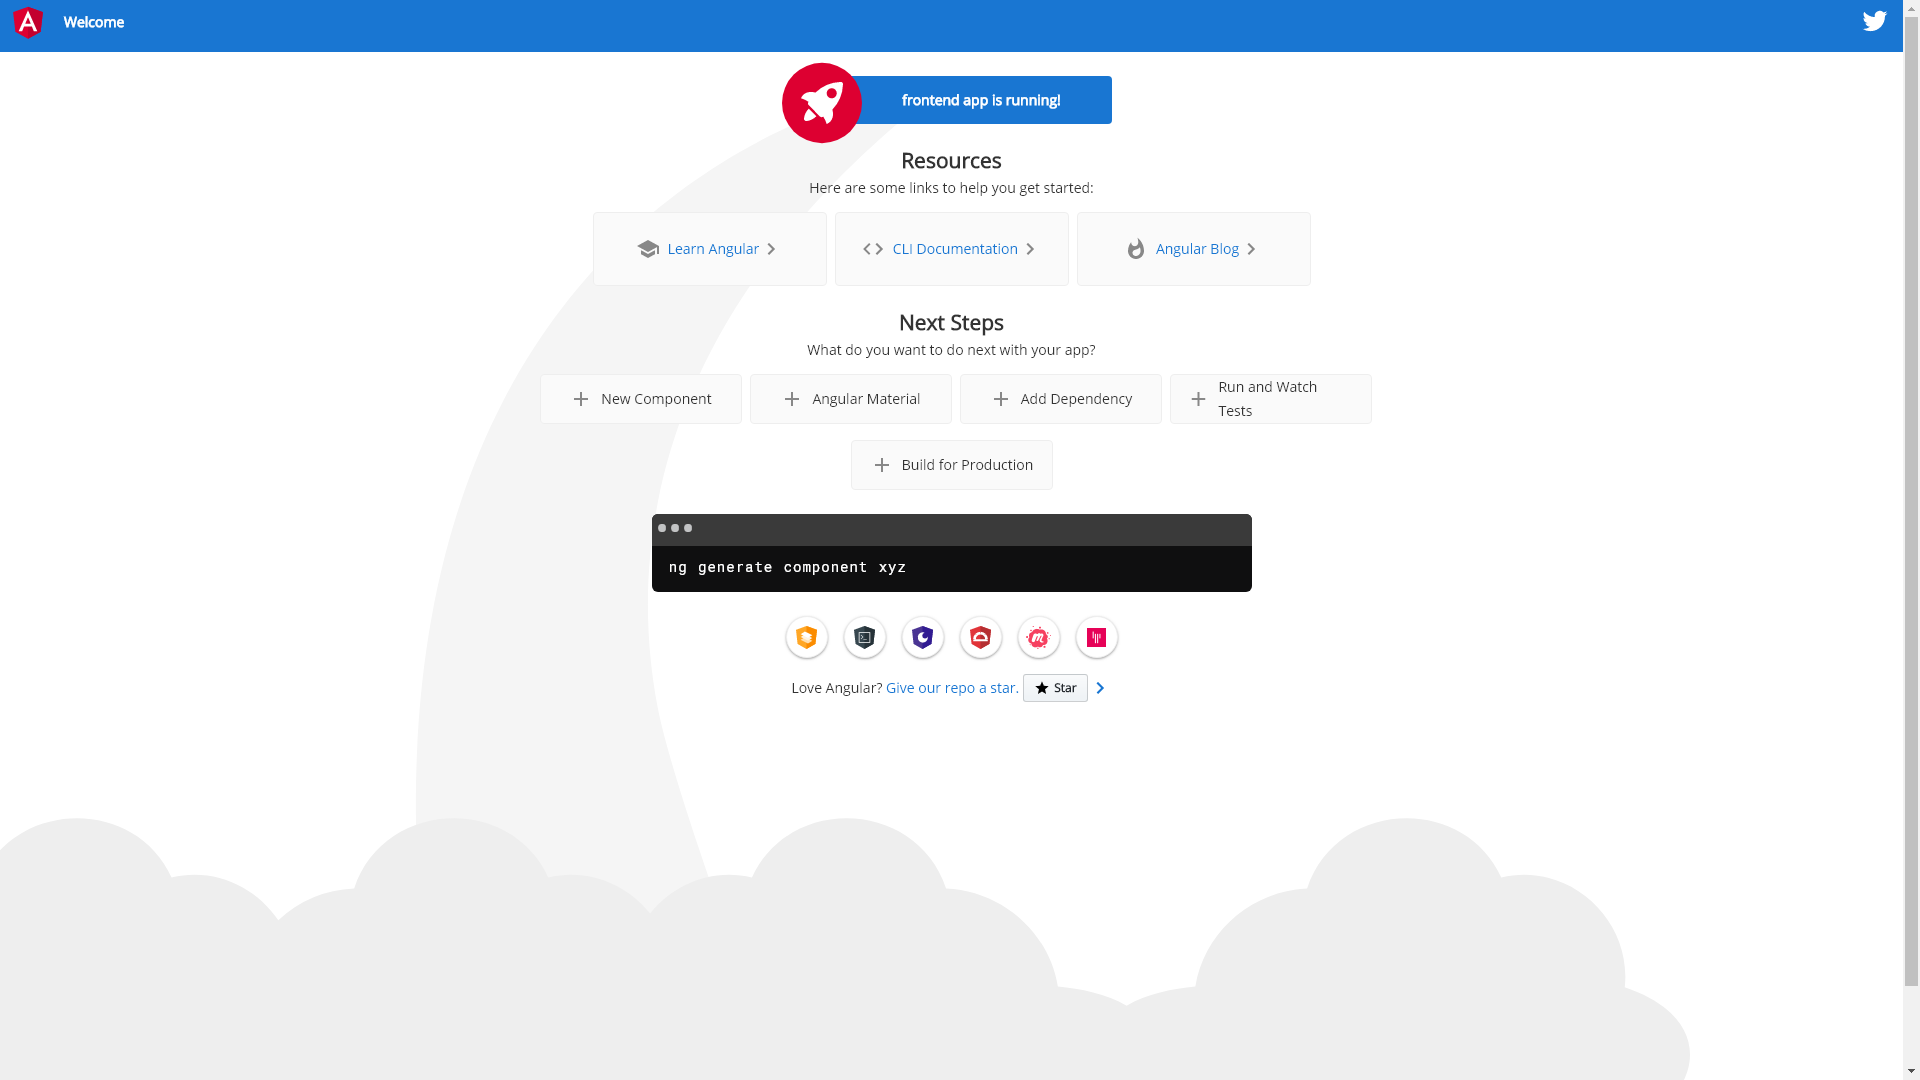 Welcome
frontend app is running!
Resources
Here are some links to help you get started:
Learn Angular
CLI Documentation
Angular Blog
Next Steps
What do you want to do next with your app?
New Component
Angular Material
Add Dependency
Run and Watch
Tests
Build for Production
ng generate component xyz
Love Angular? Give our repo a star. Star